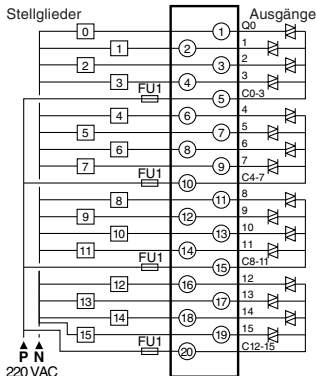 Stellglieder Ausgänge
0 1 Q0
1 2 1
2 3 2
3 4 3
FU1 5 C0-3
4 6 4
5 7 5
6 8 6
7 9 7
FU1 10 C4-7
8 11 8
9 12 9
10 13 10
11 14 11
FU1 15 C8-11
12 16 12
13 17 13
14 18 14
15 19 15
FU1 20 C12-15
P N
220 VAC